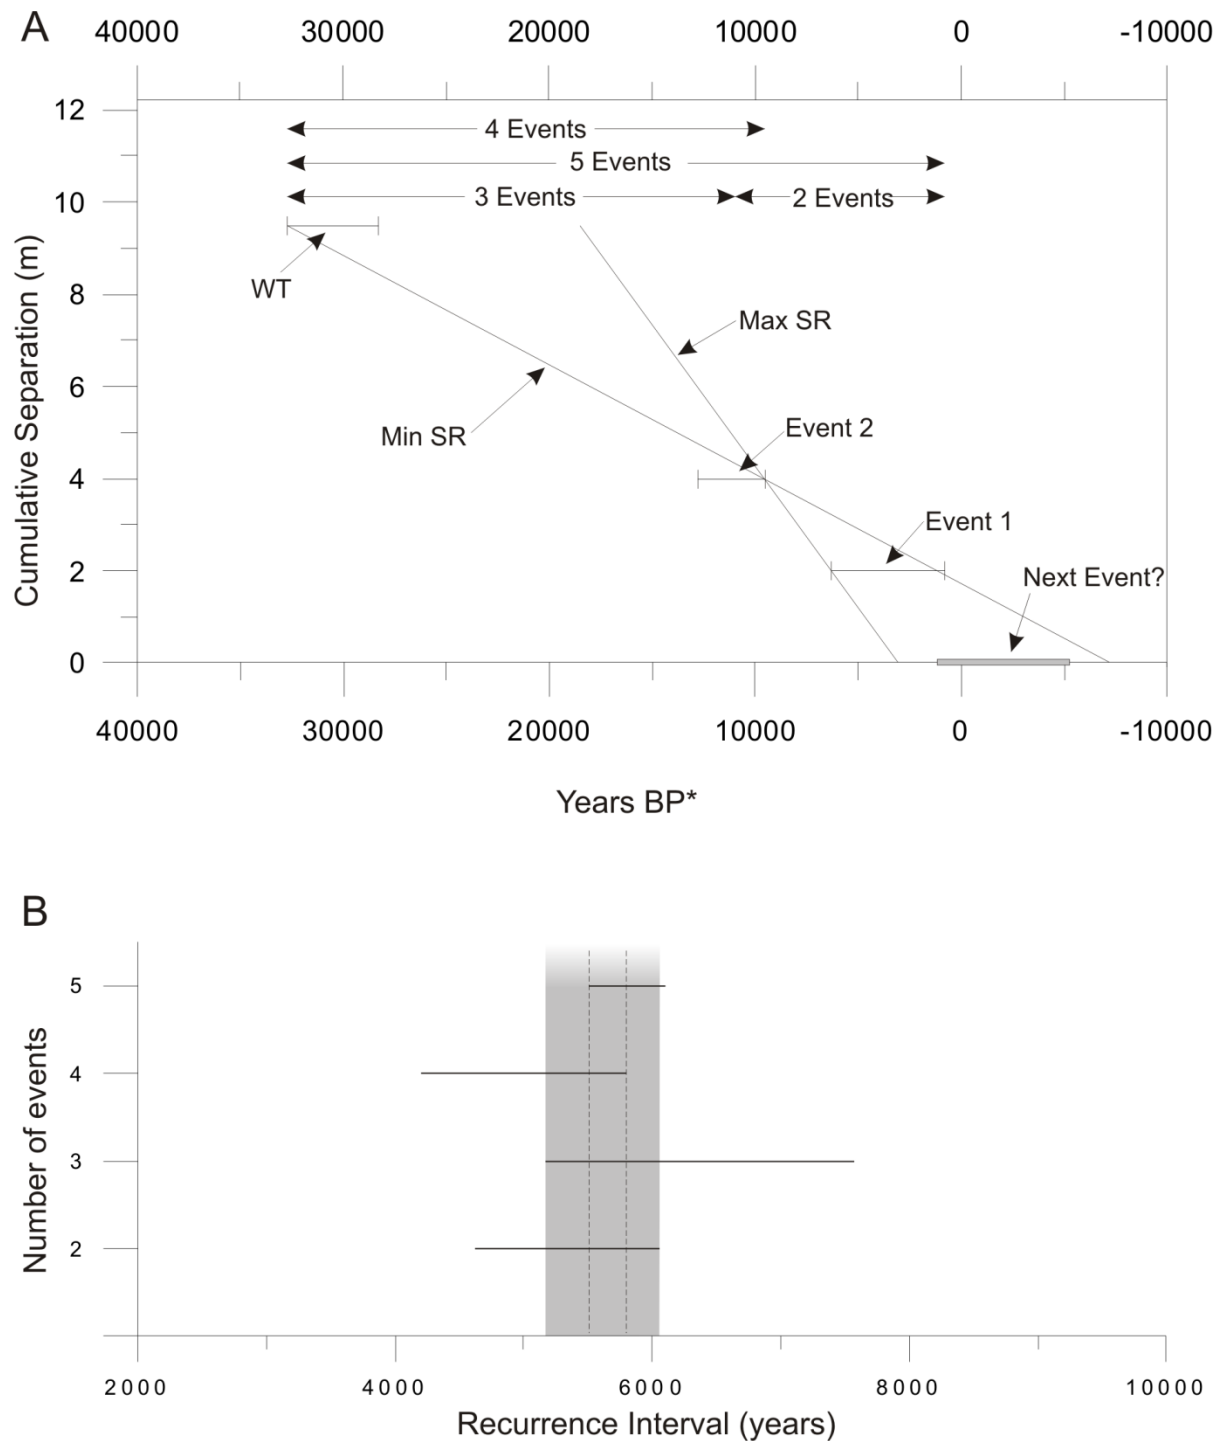 A
40000 30000 20000 10000 0 -10000
12
4 Events
5 Events
10
3 Events 2 Events
WT
8
Max SR
6
Min SR
Event 2
4
Event 1
2
Next Event?
0
Cumulative Separation (m)
40000 30000 20000 10000 0 -10000
Years BP*
B
5
4
3
2
Number of events
2000 4000 6000 8000 10000
Recurrence Interval (years)